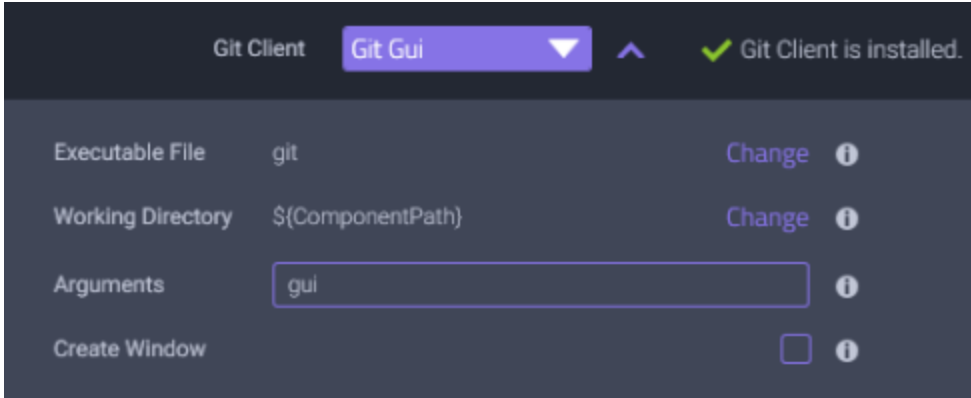 Git Client Git Gui Git Client is installed.
Executable File git Change
Working Directory ${ComponentPath} Change
Arguments gui
Create Window